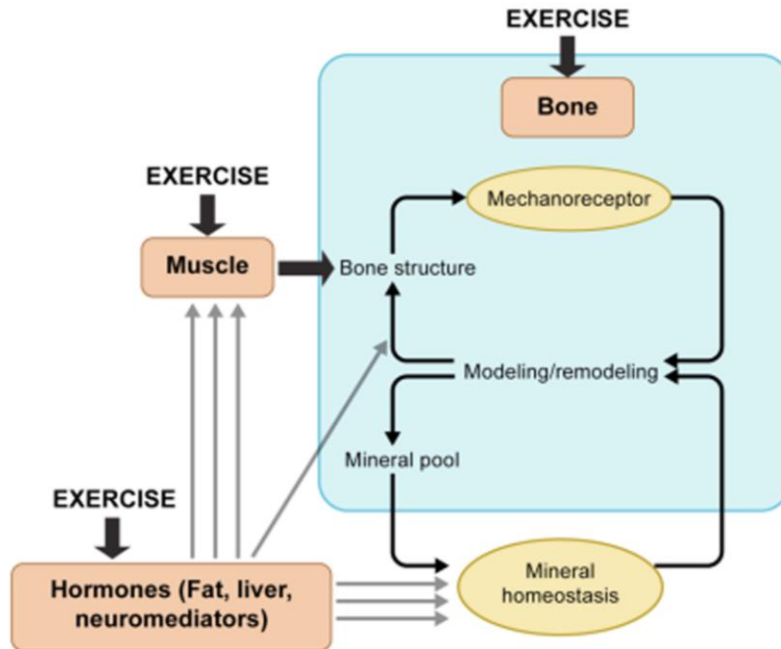 EXERCISE
Bone
EXERCISE
Mechanoreceptor
Muscle
Bone structure
Modeling/remodeling
Mineral pool
EXERCISE
Hormones (Fat, liver,
neuromediators)
Mineral
homeostasis